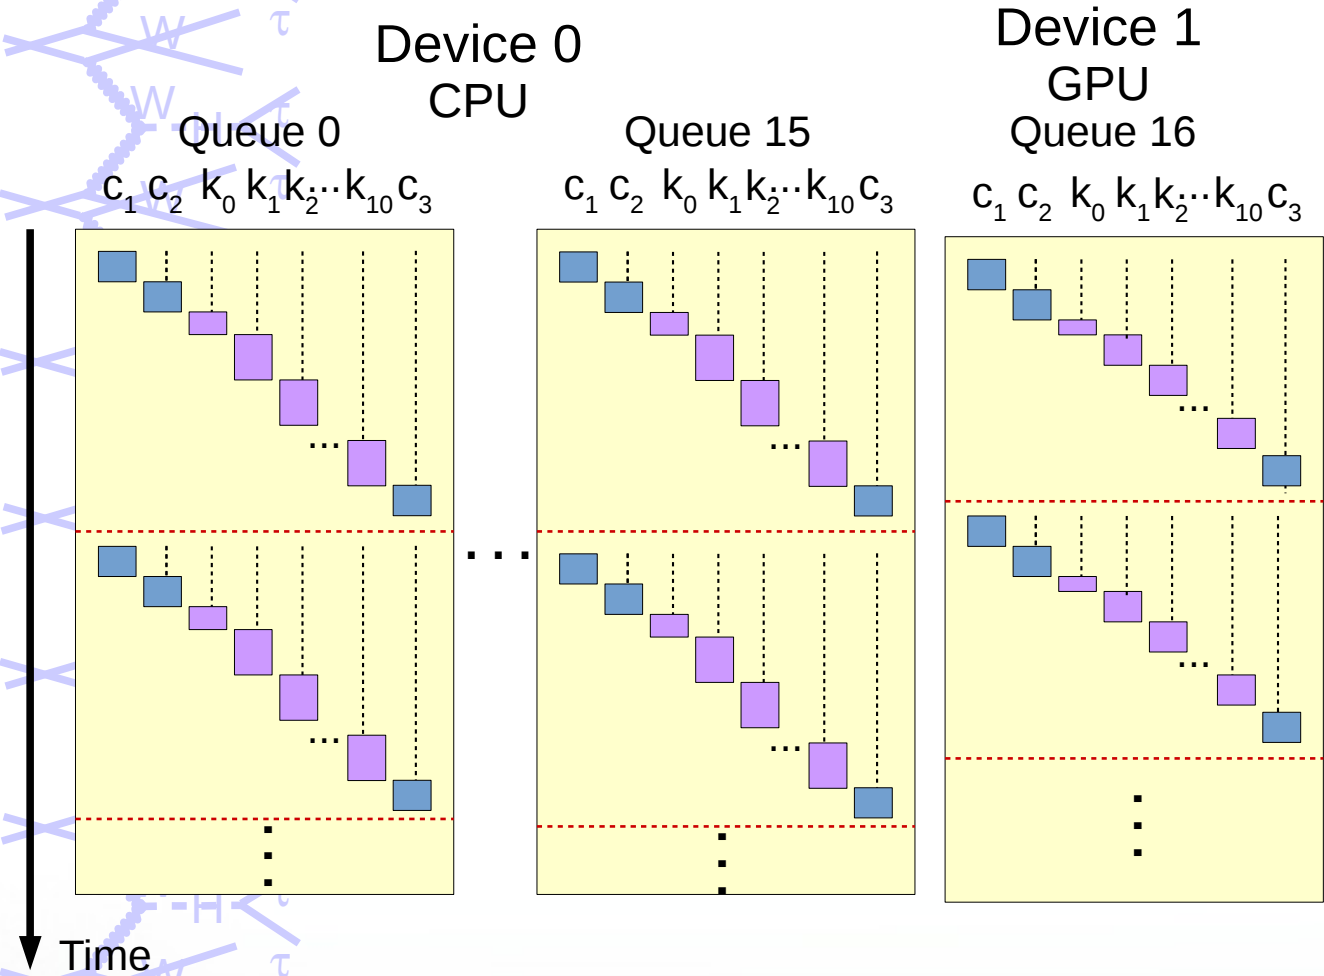 Device 0
CPU
Device 1
GPU
Queue 0
Queue 15
Queue 16
c1 c2 k0 k1 k2...k10 c3
c1 c2 k0 k1 k2...k10 c3
c1 c2 k0 k1 k2...k10 c3
...
...
...
...
...
...
...
Time
W
τ
W
H
τ
W
τ
H
τ
W